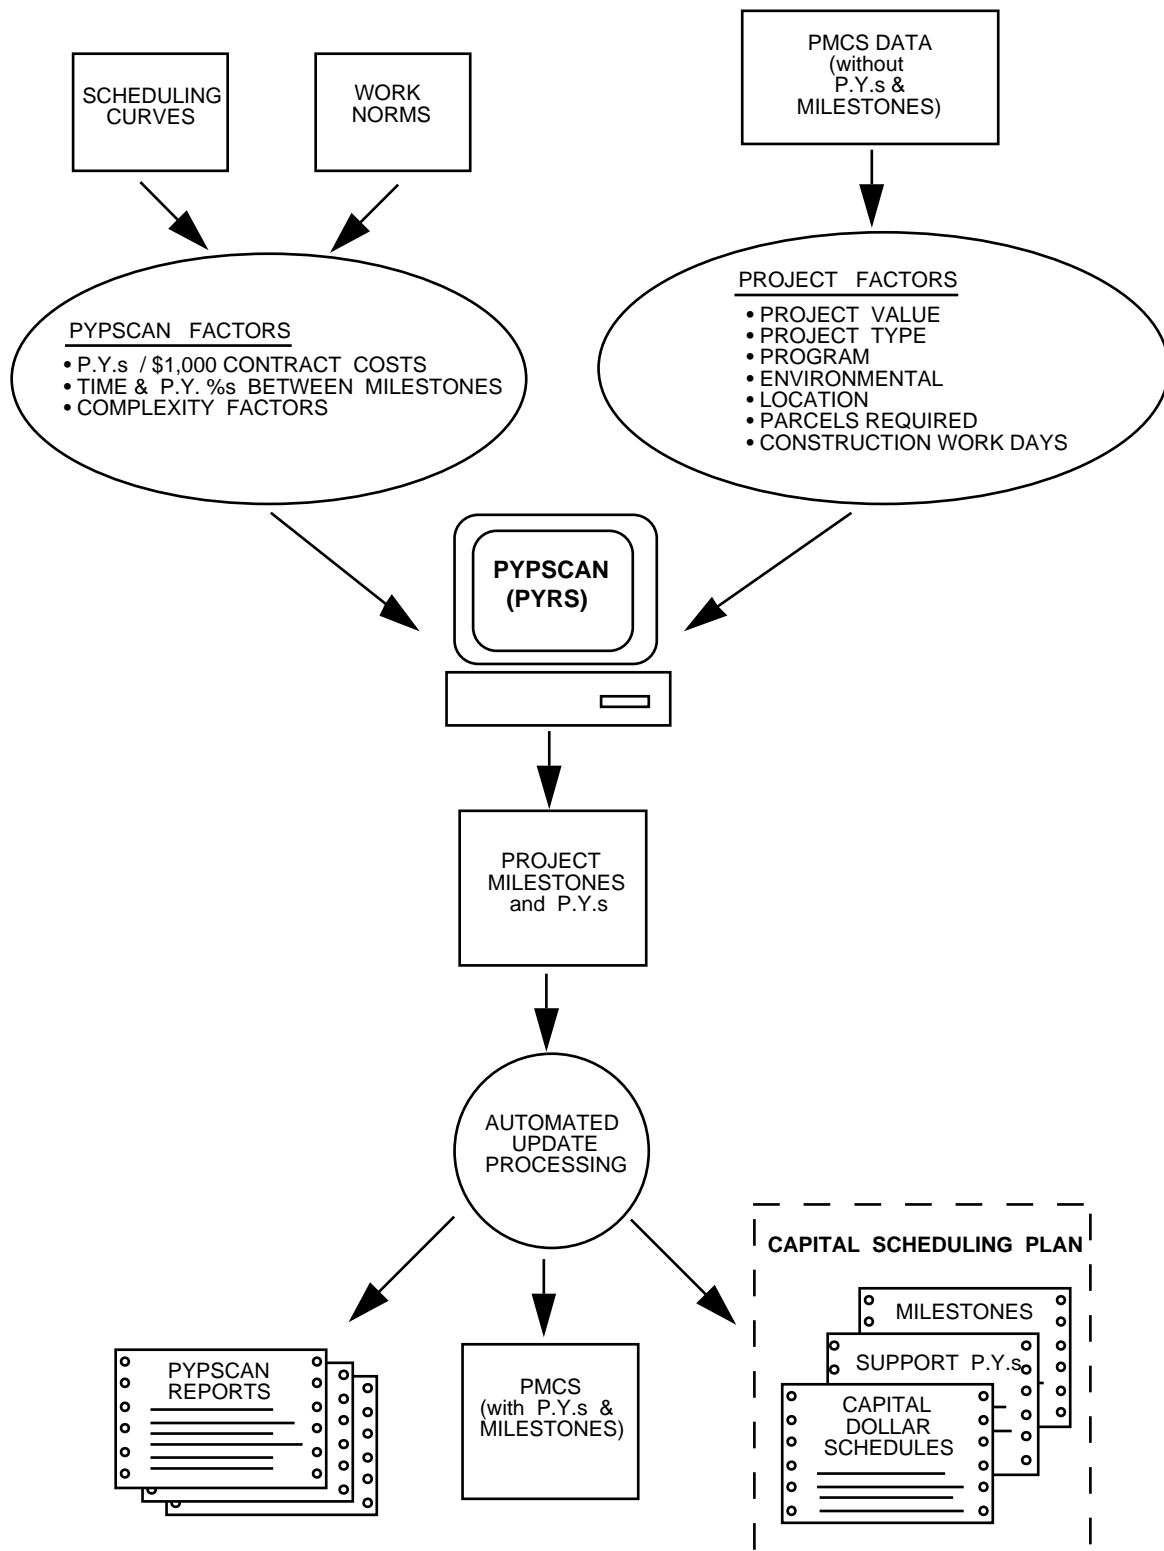 SCHEDULING
CURVES
WORK
NORMS
PMCS DATA
(without
P.Y.s &
MILESTONES)
PYPSCAN FACTORS
• P.Y.s / $1,000 CONTRACT COSTS
• TIME & P.Y. %s BETWEEN MILESTONES
• COMPLEXITY FACTORS
PROJECT FACTORS
• PROJECT VALUE
• PROJECT TYPE
• PROGRAM
• ENVIRONMENTAL
• LOCATION
• PARCELS REQUIRED
• CONSTRUCTION WORK DAYS
PYPSCAN
(PYRS)
PROJECT
MILESTONES
and P.Y.s
AUTOMATED
UPDATE
PROCESSING
PYPSCAN
REPORTS
PMCS
(with P.Y.s &
MILESTONES)
CAPITAL SCHEDULING PLAN
MILESTONES
SUPPORT P.Y.s
CAPITAL
DOLLAR
SCHEDULES